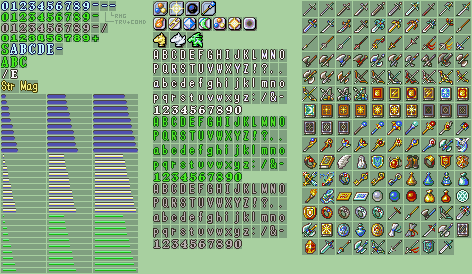 0123456789---
0123456789-
0123456789-/
0123456789+
SABCDE-
ABC
/E
Str Mag
ABCDEFGHIJKLMNO
PQRSTUVWXYZ?..
abcdefghijklmno
pqrstuvwxyz:/&-
1234567890
ABCDEFGHIJKLMNO
PQRSTUVWXYZ?..
abcdefghijklmno
pqrstuvwxyz:/&-
1234567890
ABCDEFGHIJKLMNO
PQRSTUVWXYZ?..
abcdefghijklmno
pqrstuvwxyz:/&-
1234567890